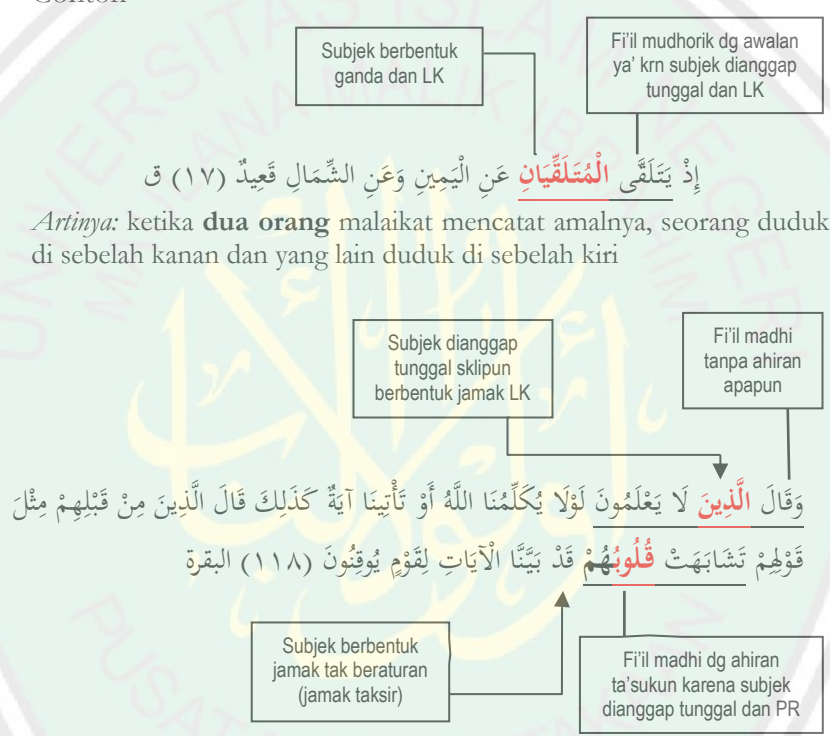 Contoh
Subjek berbentuk
ganda dan LK
Fi'il mudhorik dg awalan
ya' krn subjek dianggap
tunggal dan LK
إِذْ يَتَلَقَّى الْمُتَلَقِّيَانِ عَنِ الْيَمِينِ وَعَنِ الشِّمَالِ قَعِيدٌ (١٧) ق
Artinya: ketika dua orang malaikat mencatat amalnya, seorang duduk
di sebelah kanan dan yang lain duduk di sebelah kiri
Subjek dianggap
tunggal sklipun
berbentuk jamak LK
Fi'il madhi
tanpa ahiran
apapun
وَقَالَ الَّذِينَ لَا يَعْلَمُونَ لَوْلَا يُكَلِّمُنَا اللَّهُ أَوْ تَأْتِينَا آيَةٌ كَذَلِكَ قَالَ الَّذِينَ مِنْ قَبْلِهِمْ مِثْلَ
قَوْلِهِمْ تَشَابَهَتْ قُلُوبُهُمْ قَدْ بَيَّنَّا الْآيَاتِ لِقَوْمٍ يُوقِنُونَ (١١٨) البقرة
Subjek berbentuk
jamak tak beraturan
(jamak taksir)
Fi'il madhi dg ahiran
ta'sukun karena subjek
dianggap tunggal dan PR